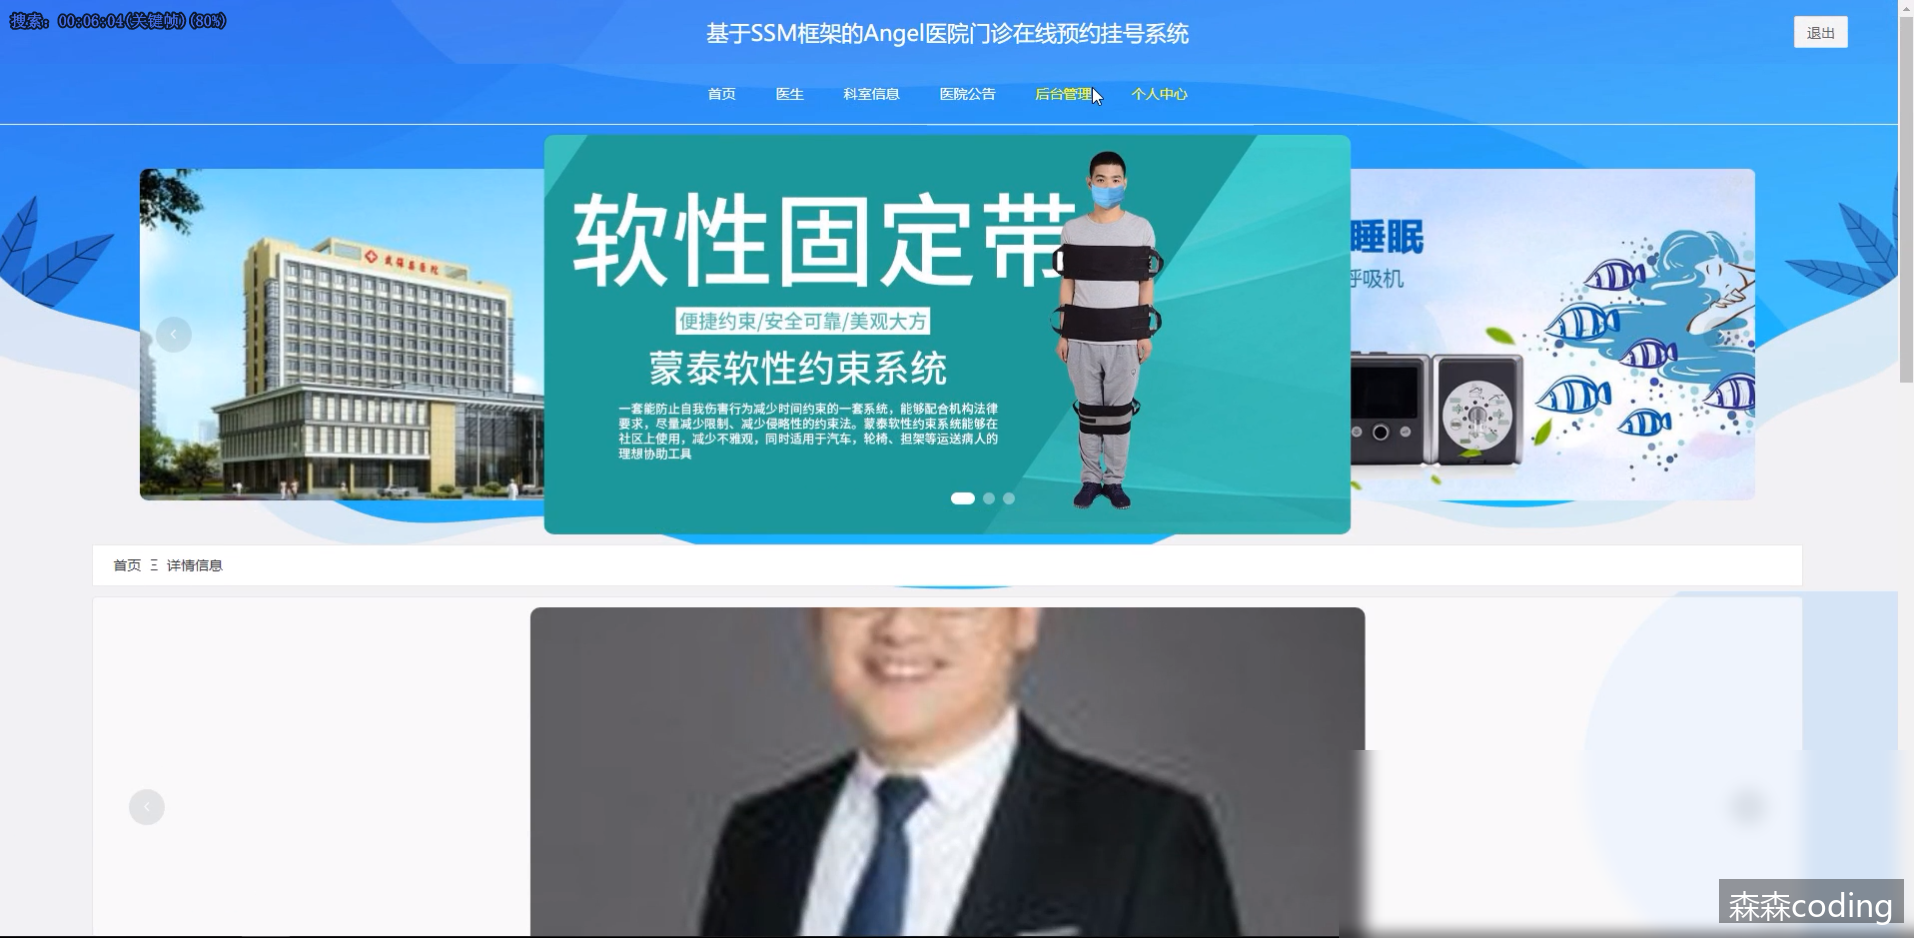 搜索: 00:06:04(关键帧)(80%)
基于SSM框架的Angel医院门诊在线预约挂号系统
退出
首页 医生 科室信息 医院公告 后台管理 个人中心
软性固定带
便捷约束/安全可靠/美观大方
蒙泰软性约束系统
一套能防止自我伤害行为减少时间约束的一套系统，能够配合机构法律
要求，尽量减少限制、减少侵略性的约束法。蒙泰软性约束系统能够在
社区上使用，减少不雅观，同时适用于汽车，轮椅、担架等运送病人的
理想协助工具
睡眠
呼吸机
首页 Ξ 详情信息
森森coding